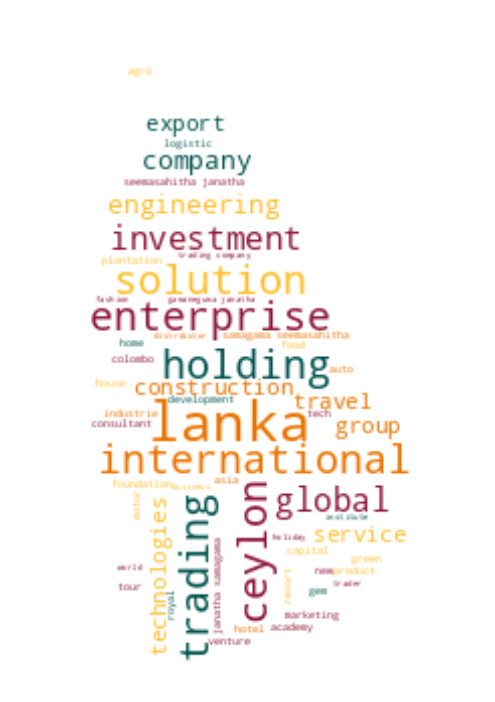 agro
export
logistic
company
seemasahitha janatha
engineering
investment
trading company
plantation
solution
fashion
gamaneguna janatha
enterprise
distributor
samagama seemasahitha
home
food
colombo
holding
auto
house
construction
development
travel
industrie
lanka
tech
consultant
group
international
foundation
business
asia
motor
technologies
trading
ceylon
global
institute
service
janatha samagama
holiday
capital
green
world
new
product
tour
royal
resort
trader
gem
marketing
hotel
academy
venture